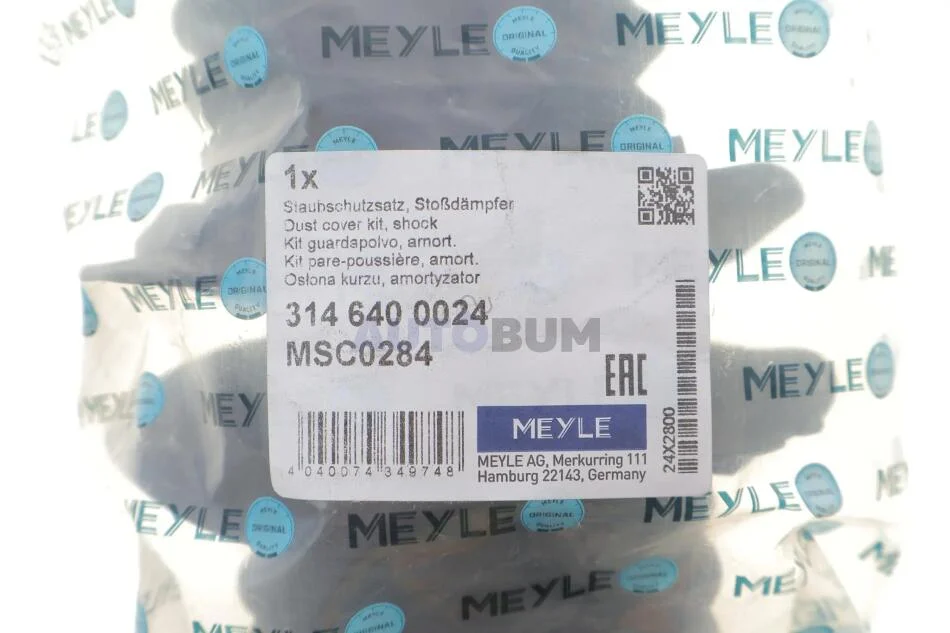 MEYLE ORIGINAL QUALITY
MEYLE ORIGINAL
MEYLE
MEYLE
MEYLE
1x
Staubschutzsatz, Stoßdämpfer
Dust cover kit, shock
Kit guardapolvo, amort.
Kit pare-poussière, amort.
Osłona kurzu, amortyzator
314 640 0024
MSC0284
AUTOBUM
EAC
MEYLE
MEYLE AG, Merkurring 111
Hamburg 22143, Germany
4 040074 349748
24X2800
MEYLE
MEYLE
MEYLE
MEYLE
MEYLE
MEYLE